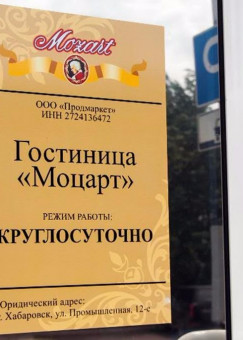 Mozart
ООО «Продмаркет»
ИНН 2724136472
Гостиница
«Моцарт»
РЕЖИМ РАБОТЫ:
КРУГЛОСУТОЧНО
Юридический адрес:
г. Хабаровск, ул. Промышленная, 12-с